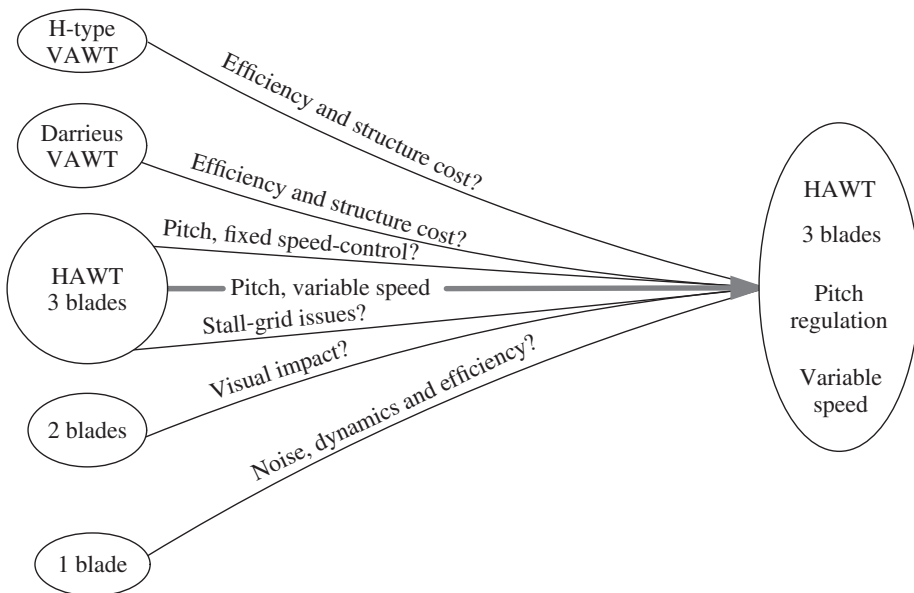 H-type
VAWT
Efficiency and structure cost?
Darrieus
VAWT
Efficiency and structure cost?
Pitch, fixed speed-control?
HAWT
3 blades
Pitch, variable speed
Stall-grid issues?
Visual impact?
2 blades
Noise, dynamics and efficiency?
1 blade
HAWT
3 blades
Pitch
regulation
Variable
speed